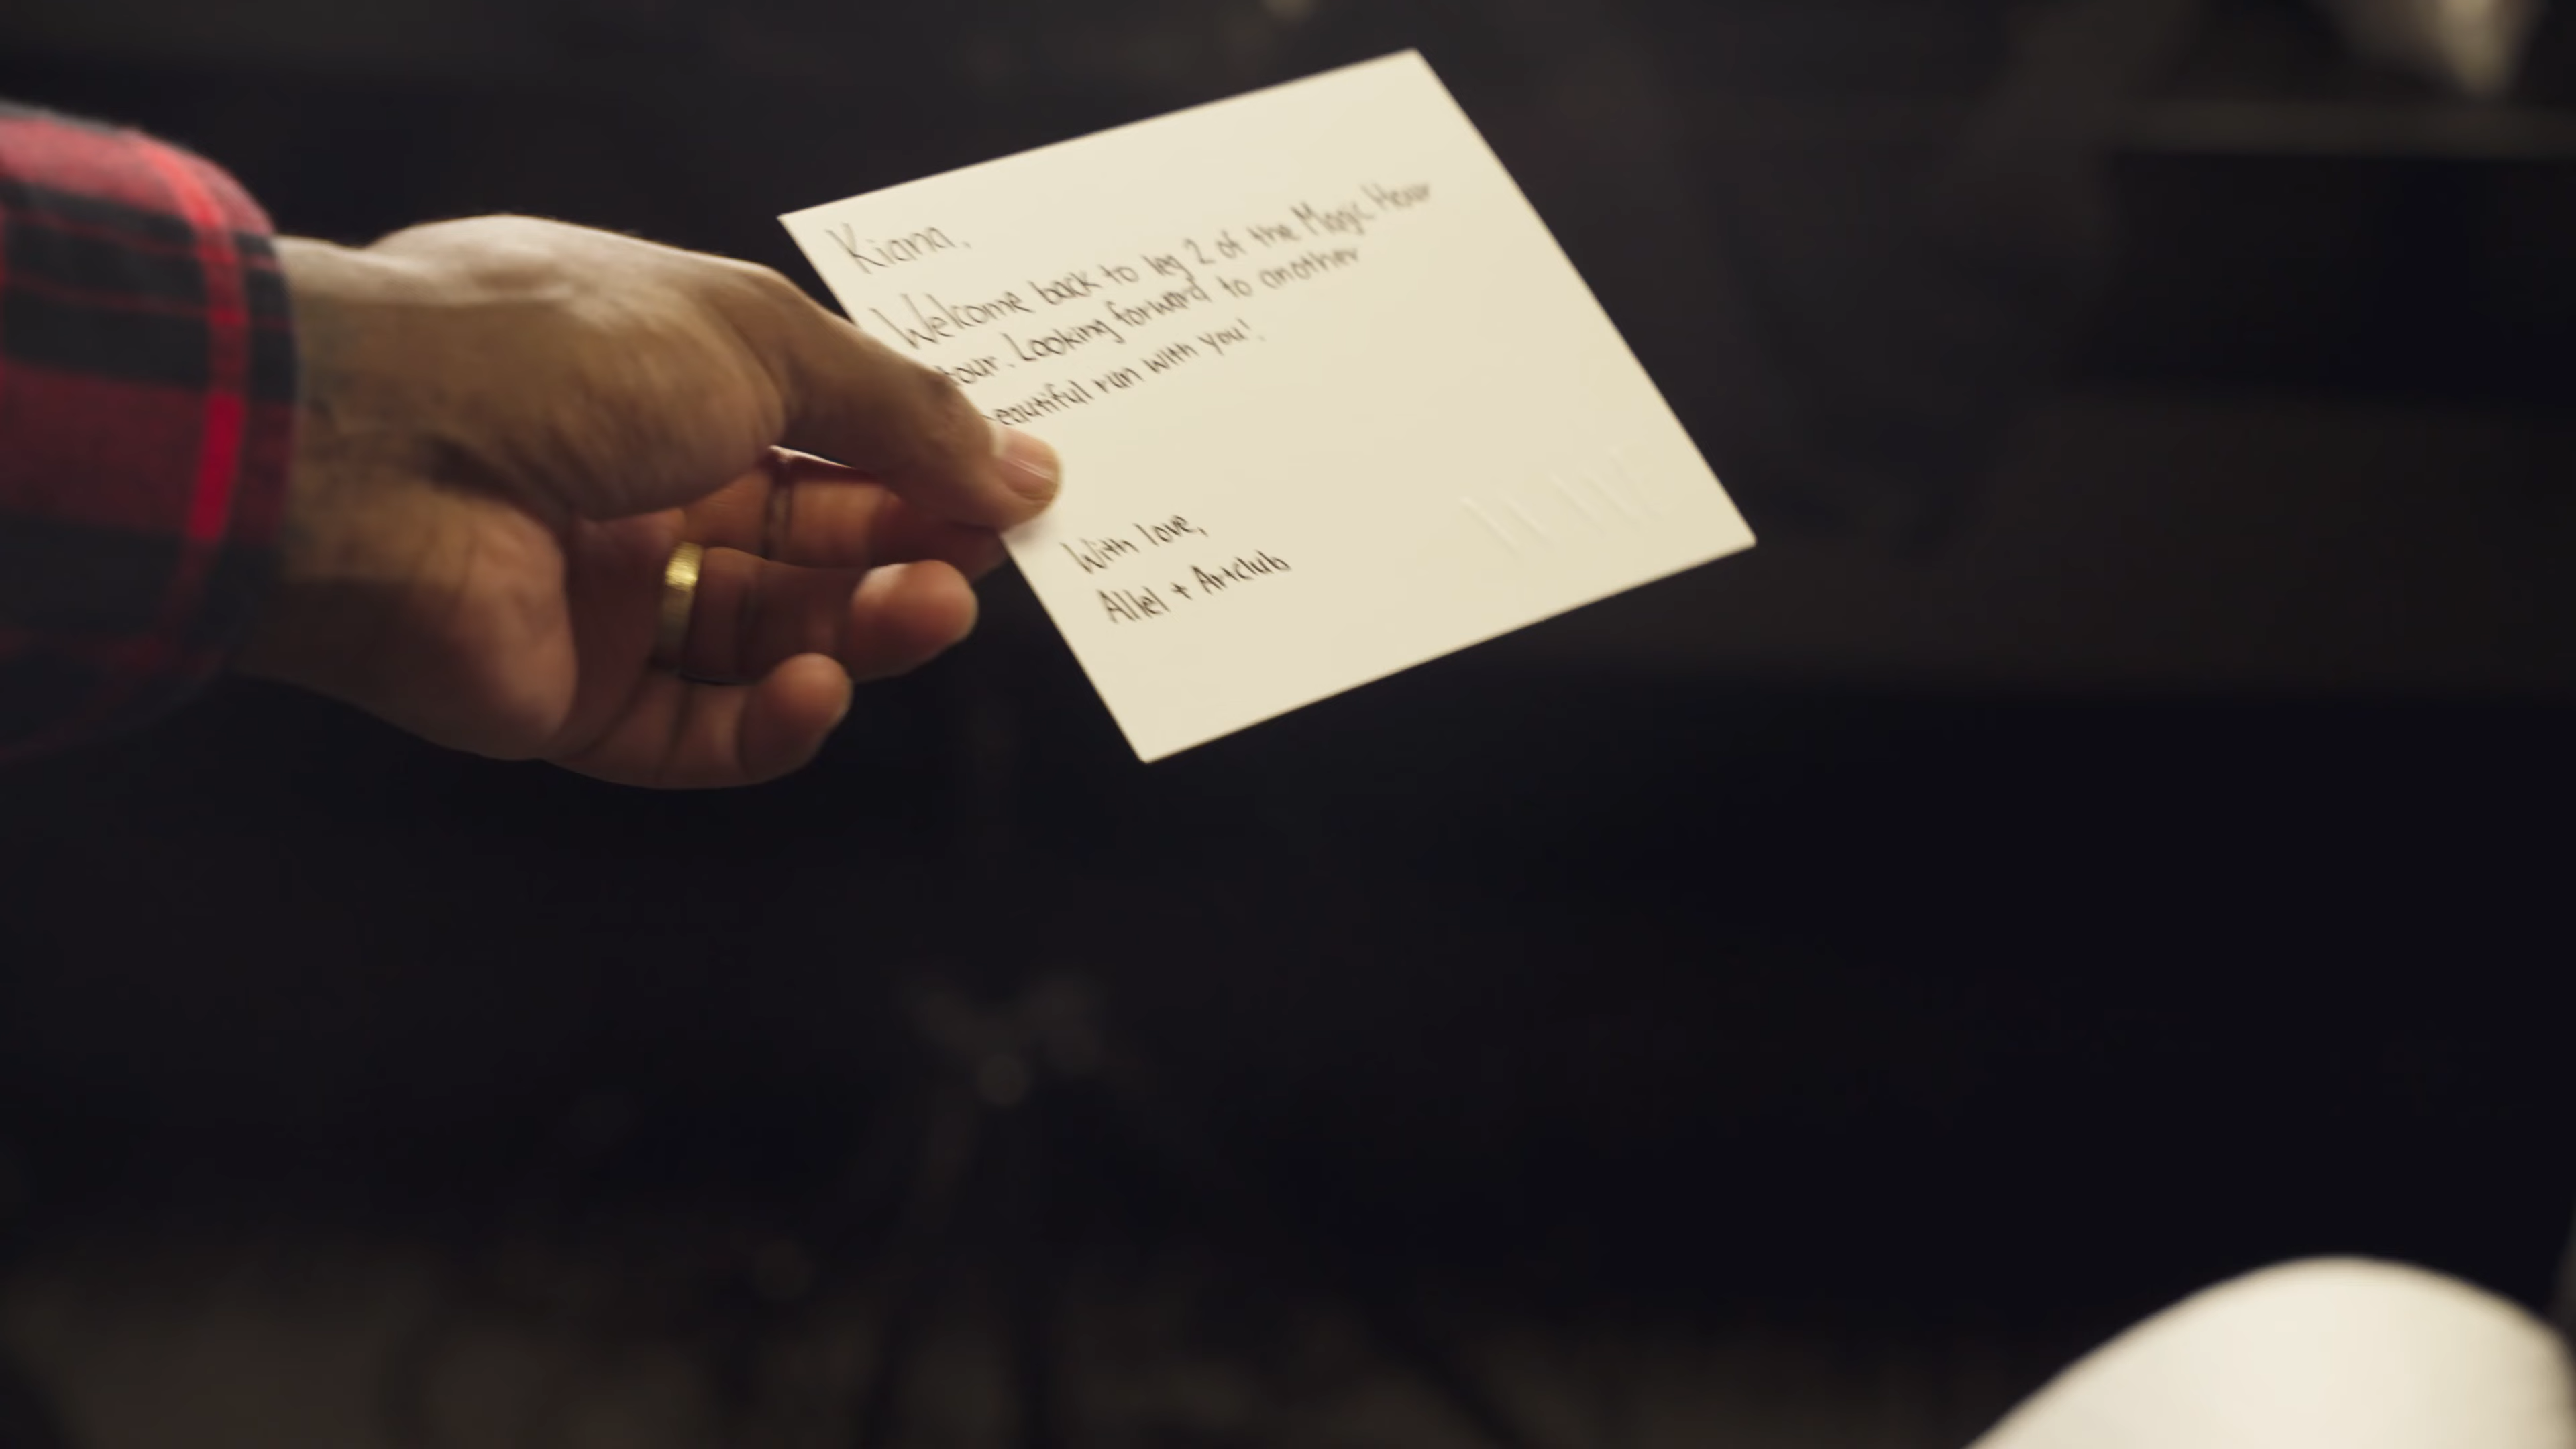 Kiana,
Welcome back to leg 2 of the Magic Hour
tour. Looking forward to another
eautiful run with you!
With love,
Allel + Artclub